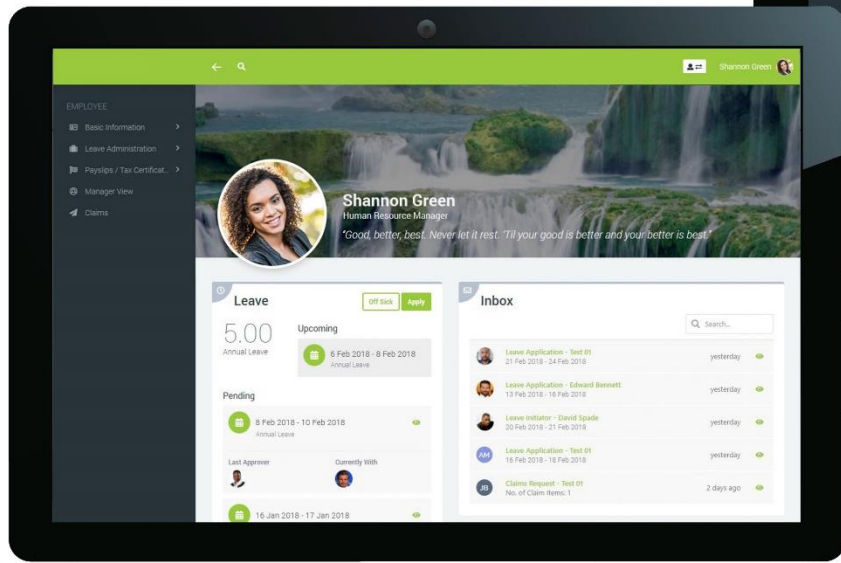 Shannon Green
EMPLOYEE
Basic Information
Leave Administration
Payslips / Tax Certificat..
Manager View
Claims
Shannon Green
Human Resource Manager
"Good, better, best. Never let it rest. 'Til your good is better and your better is best."
Leave
Off Sick
Apply
5.00
Annual Leave
Upcoming
6 Feb 2018 - 8 Feb 2018
Annual Leave
Pending
8 Feb 2018 - 10 Feb 2018
Annual Leave
Last Approver
Currently With
16 Jan 2018 - 17 Jan 2018
Inbox
Search...
Leave Application - Test 01
21 Feb 2018 - 24 Feb 2018
yesterday
Leave Application - Edward Bennett
13 Feb 2018 - 16 Feb 2018
yesterday
Leave initiator - David Spade
20 Feb 2018 - 21 Feb 2018
yesterday
AM
Leave Application - Test 01
16 Feb 2018 - 18 Feb 2018
yesterday
JB
Claims Request - Test 01
No. of Claim Items: 1
2 days ago